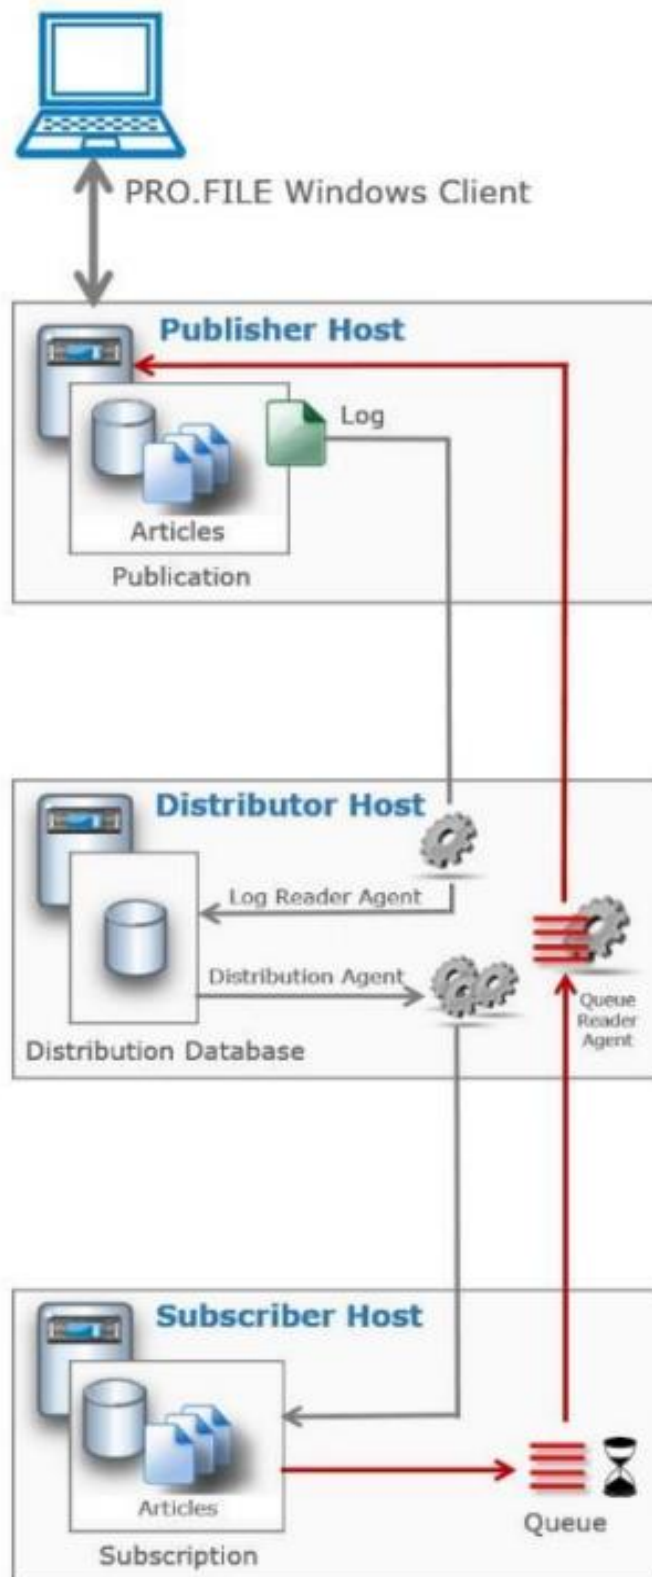 PRO.FILE Windows Client
Publisher Host
Log
Articles
Publication
Distributor Host
Log Reader Agent
Distribution Agent
Queue
Reader
Agent
Distribution Database
Subscriber Host
Articles
Queue
Subscription